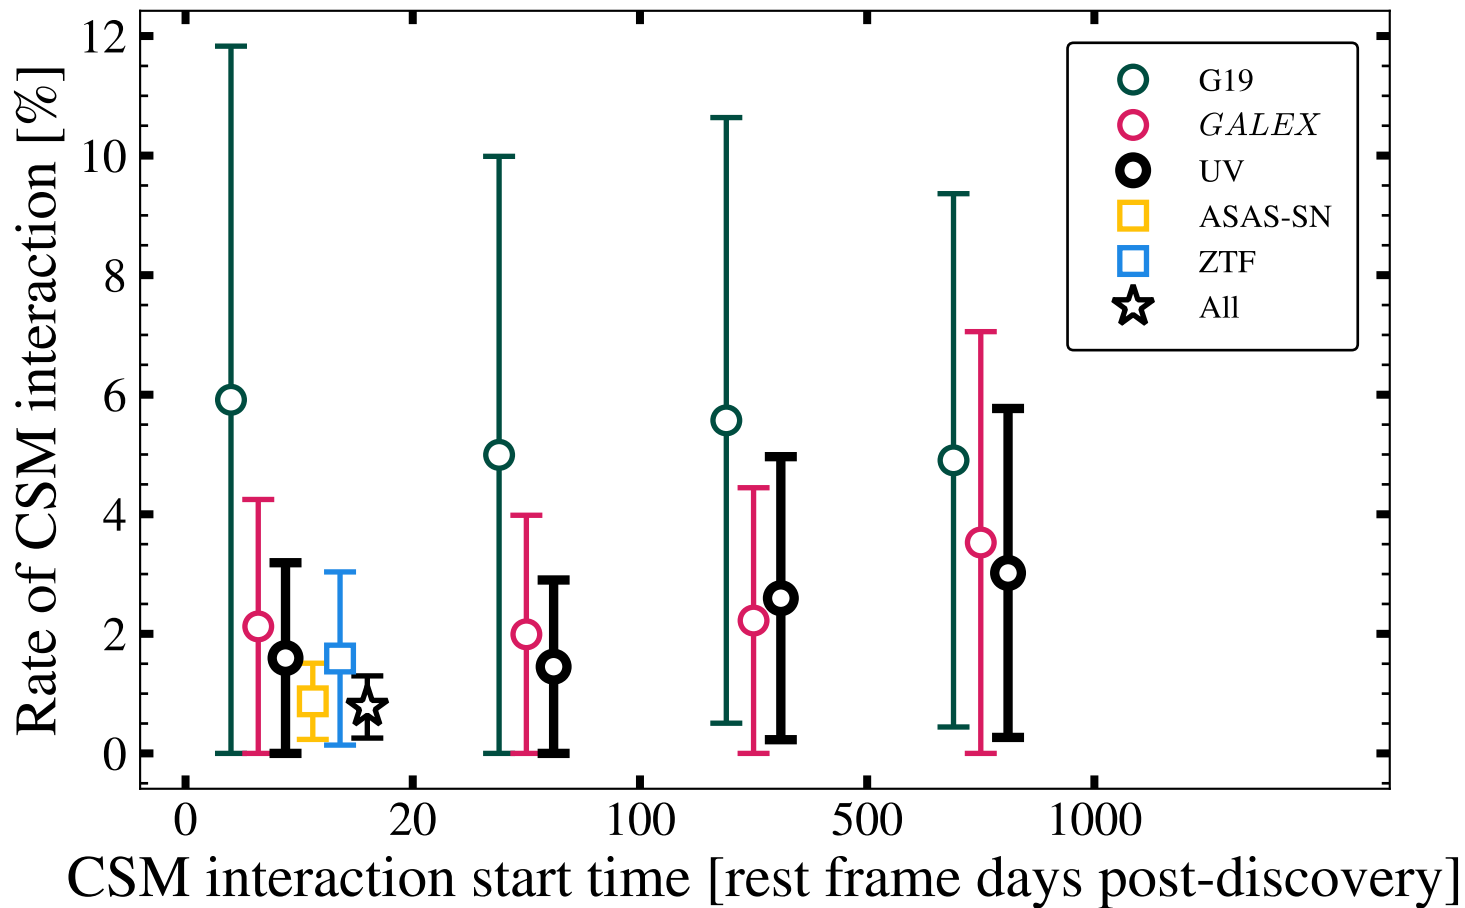 Rate of CSM interaction [%]
12
10
8
6
4
2
0
G19
GALEX
UV
ASAS-SN
ZTF
All
0 20 100 500 1000
CSM interaction start time [rest frame days post-discovery]